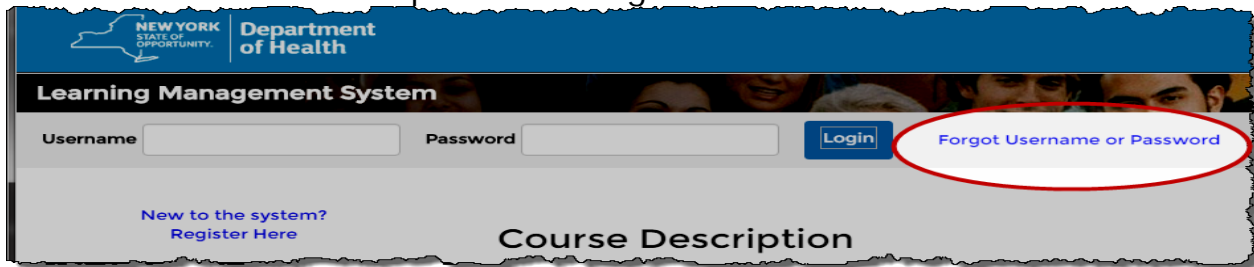 NEW YORK
STATE OF
OPPORTUNITY.
Department
of Health
Learning Management System
Username
Password
Login
Forgot Username or Password
New to the system?
Register Here
Course Description